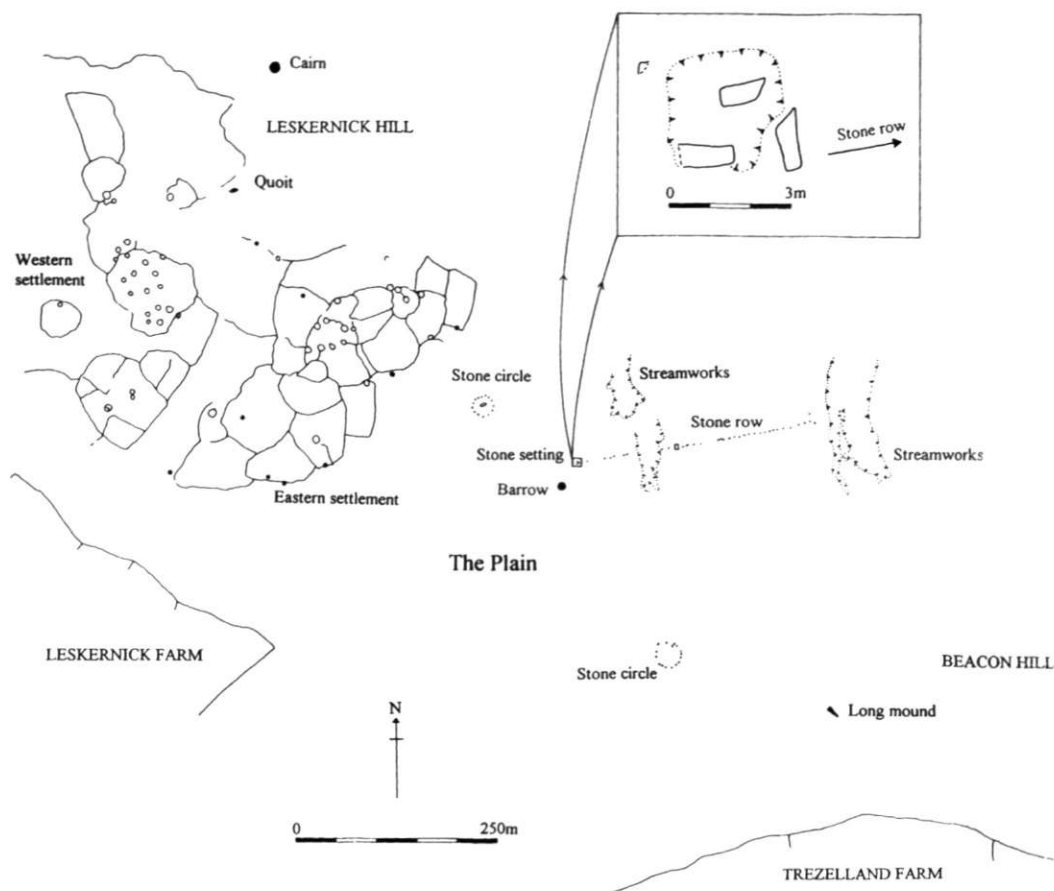 Cairn
LESKERNICK HILL
Quoit
Stone row
0 3m
Western
settlement
Stone circle
Streamworks
Stone row
Stone setting
Streamworks
Barrow
Eastern settlement
The Plain
LESKERNICK FARM
Stone circle
BEACON HILL
N
Long mound
0 250m
TREZELLAND FARM